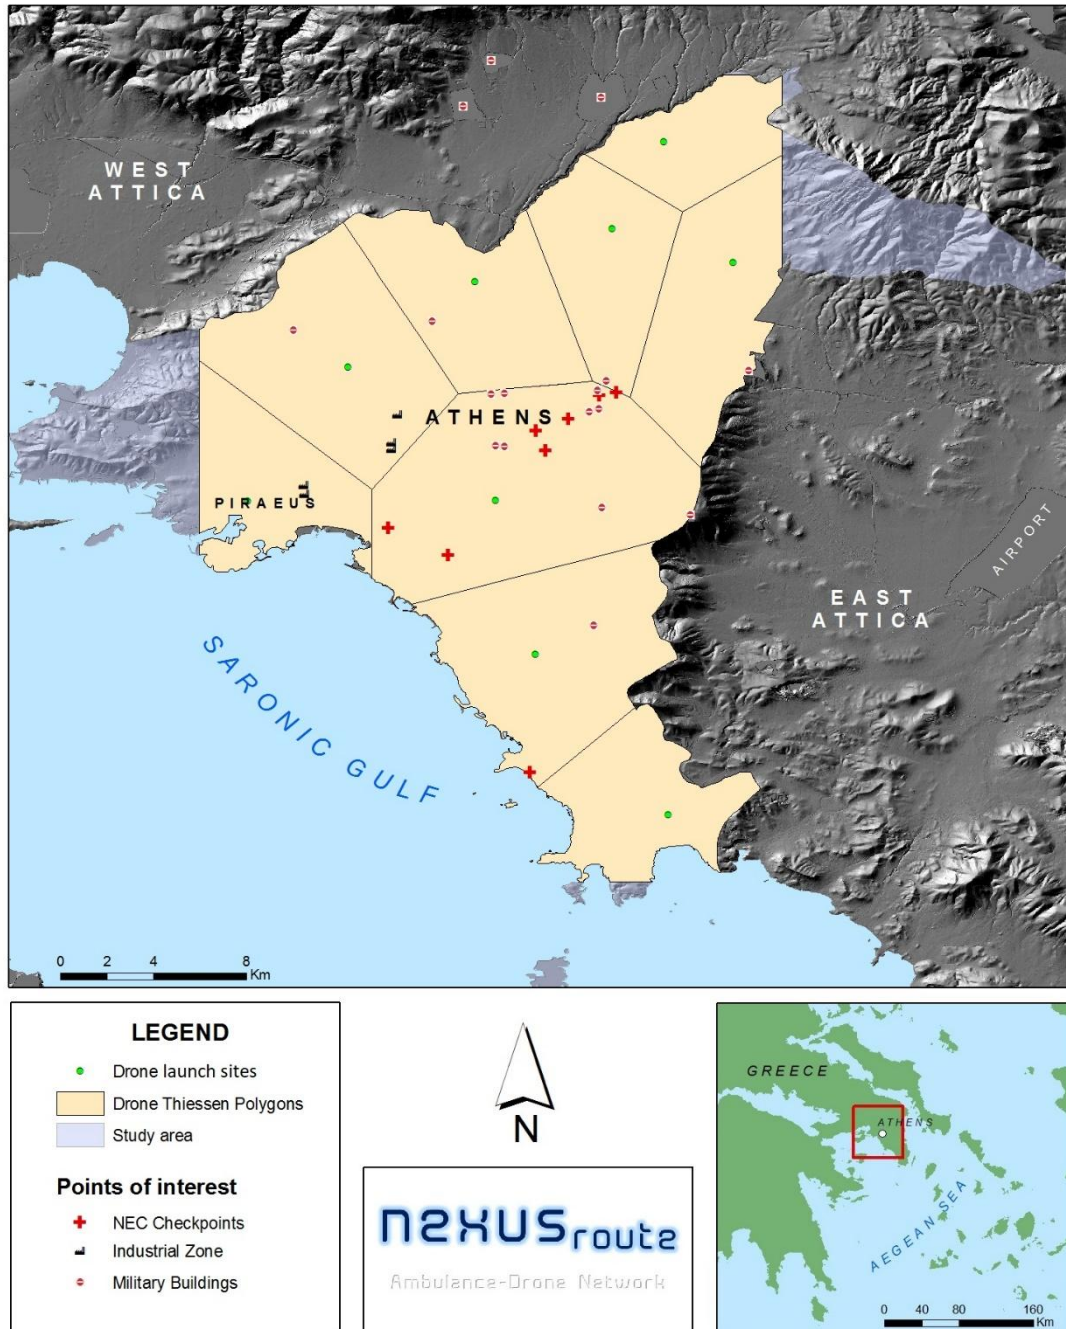 WEST
ATTICA
ATHENS
PIRAEUS
AIRPORT
EAST
ATTICA
SARONIC GULF
0 2 4 8
Km
LEGEND
Drone launch sites
Drone Thiessen Polygons
Study area
Points of interest
NEC Checkpoints
Industrial Zone
Military Buildings
N
nexus route
Ambulance-Drone Network
GREECE
ATHENS
AEGEAN SEA
0 40 80 160
Km